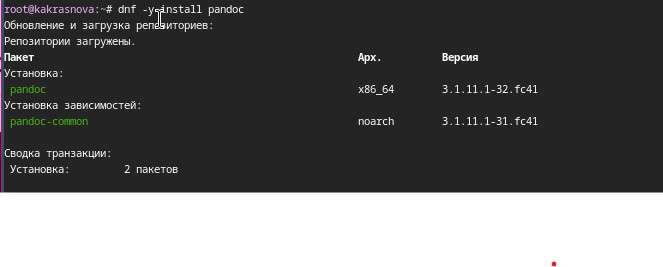 root@kakrasnova:~# dnf -y install pandoc
Обновление и загрузка репозиториев:
Репозитории загружены.
Пакет Арх. Версия
Установка:
pandoc x86_64 3.1.11.1-32.fc41
Установка зависимостей:
pandoc-common noarch 3.1.11.1-31.fc41
Сводка транзакции:
Установка: 2 пакетов